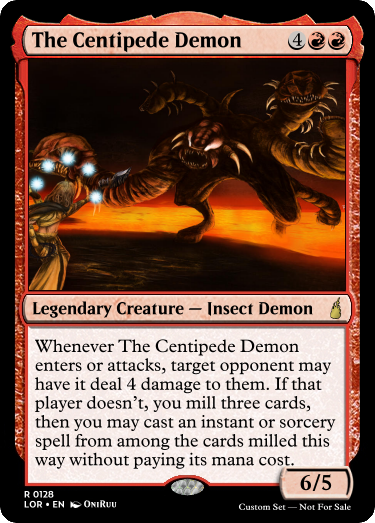 The Centipede Demon 4
Legendary Creature — Insect Demon
Whenever The Centipede Demon
enters or attacks, target opponent may
have it deal 4 damage to them. If that
player doesn't, you mill three cards,
then you may cast an instant or sorcery
spell from among the cards milled this
way without paying its mana cost.
6/5
R 0128
LOR • EN OniRuu
Custom Set — Not For Sale